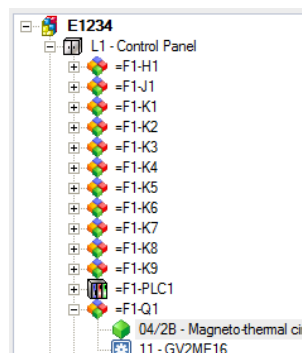 E1234
L1 - Control Panel
=F1-H1
=F1-J1
=F1-K1
=F1-K2
=F1-K3
=F1-K4
=F1-K5
=F1-K6
=F1-K7
=F1-K8
=F1-K9
=F1-PLC1
=F1-Q1
04/2B - Magneto-thermal
11 - GV2ME16